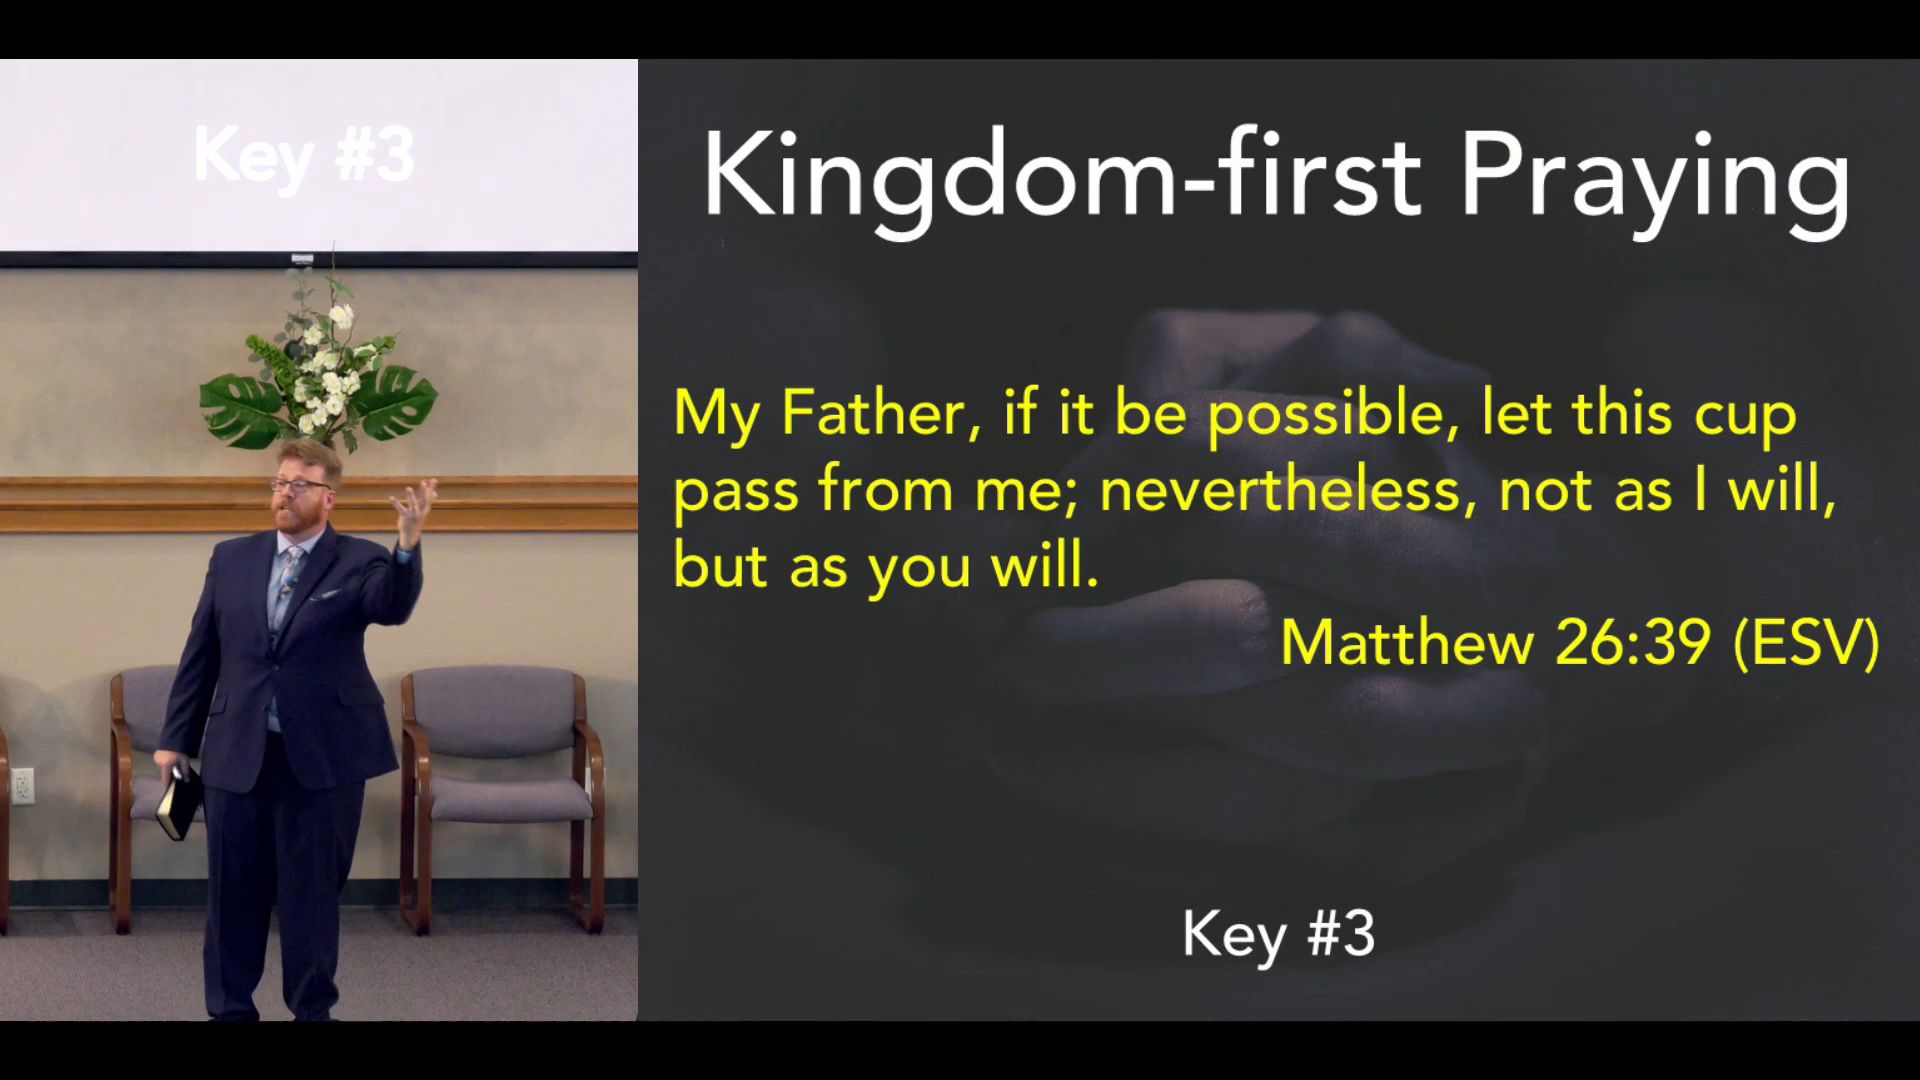 Key #3
Kingdom-first Praying
My Father, if it be possible, let this cup
pass from me; nevertheless, not as I will,
but as you will.
Matthew 26:39 (ESV)
Key #3